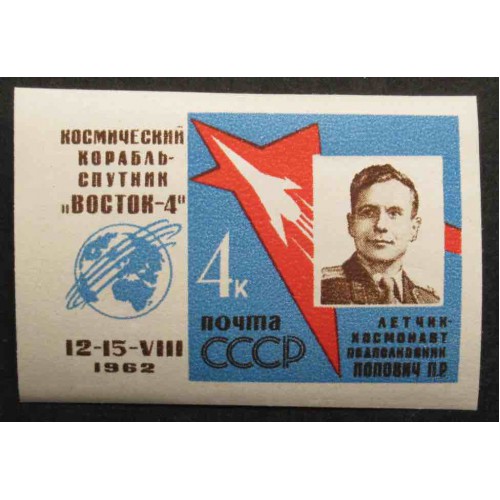 КОСМИЧЕСКИЙ
КОРАБЛЬ-
СПУТНИК
„ВОСТОК-4"
12-15-VIII
1962
4К
ПОЧТА
СССР
ЛЕТЧИК-
КОСМОНАВТ
ПОДПОЛКОВНИК
ПОПОВИЧ П.Р